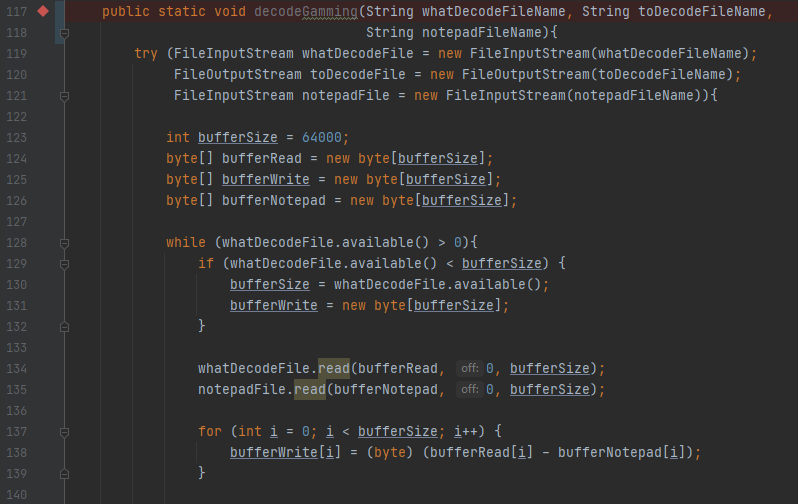 117 public static void decodeGamming(String whatDecodeFileName, String toDecodeFileName,
118 String notepadFileName){
119 try (FileInputStream whatDecodeFile = new FileInputStream(whatDecodeFileName);
120 FileOutputStream toDecodeFile = new FileOutputStream(toDecodeFileName);
121 FileInputStream notepadFile = new FileInputStream(notepadFileName)){
122
123 int bufferSize = 64000;
124 byte[] bufferRead = new byte[bufferSize];
125 byte[] bufferWrite = new byte[bufferSize];
126 byte[] bufferNotepad = new byte[bufferSize];
127
128 while (whatDecodeFile.available() > 0){
129 if (whatDecodeFile.available() < bufferSize) {
130 bufferSize = whatDecodeFile.available();
131 bufferWrite = new byte[bufferSize];
132 }
133
134 whatDecodeFile.read(bufferRead, off: 0, bufferSize);
135 notepadFile.read(bufferNotepad, off: 0, bufferSize);
136
137 for (int i = 0; i < bufferSize; i++) {
138 bufferWrite[i] = (byte) (bufferRead[i] - bufferNotepad[i]);
139 }
140